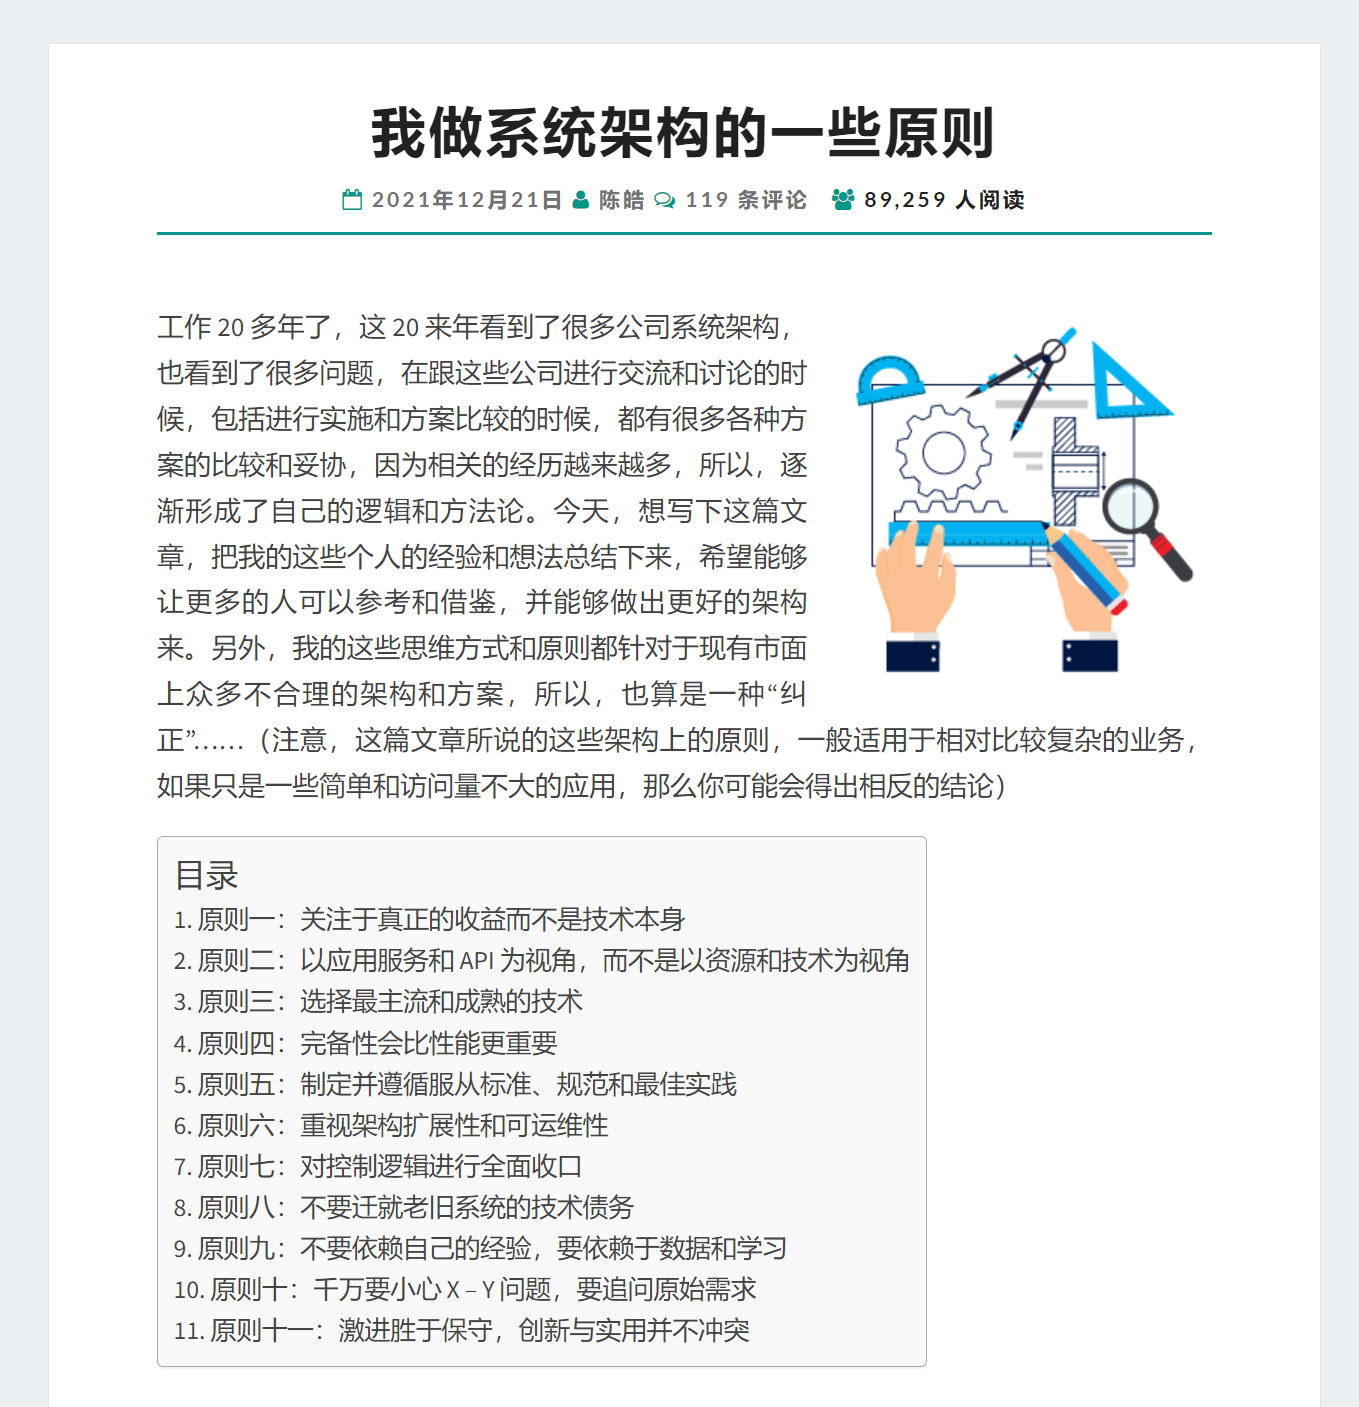 我做系统架构的一些原则
2021年12月21日 陈皓 119 条评论 89,259 人阅读
工作 20 多年了，这 20 来年看到了很多公司系统架构，
也看到了很多问题，在跟这些公司进行交流和讨论的时
候，包括进行实施和方案比较的时候，都有很多各种方
案的比较和妥协，因为相关的经历越来越多，所以，逐
渐形成了自己的逻辑和方法论。今天，想写下这篇文
章，把我的这些个人的经验和想法总结下来，希望能够
让更多的人可以参考和借鉴，并能够做出更好的架构
来。另外，我的这些思维方式和原则都针对于现有市面
上众多不合理的架构和方案，所以，也算是一种“纠
正”……（注意，这篇文章所说的这些架构上的原则，一般适用于相对比较复杂的业务，
如果只是一些简单和访问量不大的应用，那么你可能会得出相反的结论）
目录
1. 原则一：关注于真正的收益而不是技术本身
2. 原则二：以应用服务和 API 为视角，而不是以资源和技术为视角
3. 原则三：选择最主流和成熟的技术
4. 原则四：完备性会比性能更重要
5. 原则五：制定并遵循服从标准、规范和最佳实践
6. 原则六：重视架构扩展性和可运维性
7. 原则七：对控制逻辑进行全面收口
8. 原则八：不要迁就老旧系统的技术债务
9. 原则九：不要依赖自己的经验，要依赖于数据和学习
10. 原则十：千万要小心 X – Y 问题，要追问原始需求
11. 原则十一：激进胜于保守，创新与实用并不冲突